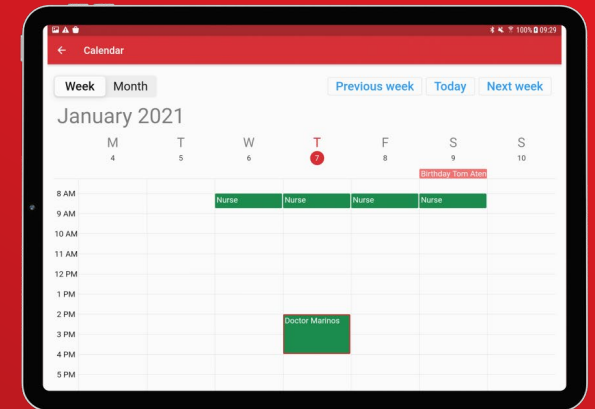 100% 09:29
← Calendar
Week Month Previous week Today Next week
January 2021
M T W T F S S
4 5 6 7 8 9 10
Birthday Tom Aten
8 AM
Nurse Nurse Nurse Nurse
9 AM
10 AM
11 AM
12 PM
1 PM
2 PM
Doctor Marinos
3 PM
4 PM
5 PM